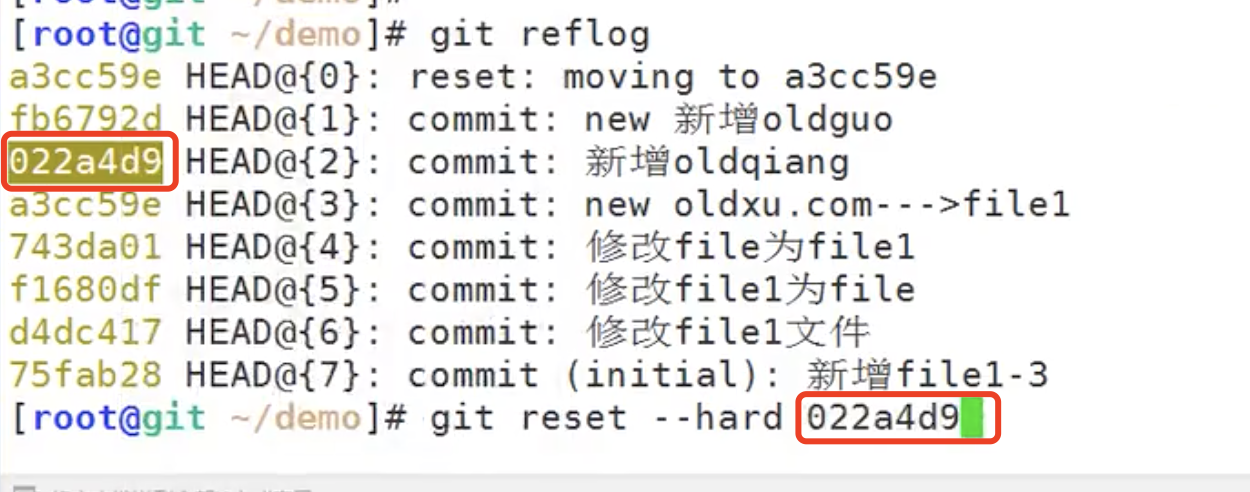 [root@git ~/demo]# git reflog
a3cc59e HEAD@{0}: reset: moving to a3cc59e
fb6792d HEAD@{1}: commit: new 新增oldguo
022a4d9 HEAD@{2}: commit: 新增oldqiang
a3cc59e HEAD@{3}: commit: new oldxu.com--->file1
743da01 HEAD@{4}: commit: 修改file为file1
f1680df HEAD@{5}: commit: 修改file1为file
d4dc417 HEAD@{6}: commit: 修改file1文件
75fab28 HEAD@{7}: commit (initial): 新增file1-3
[root@git ~/demo]# git reset --hard 022a4d9